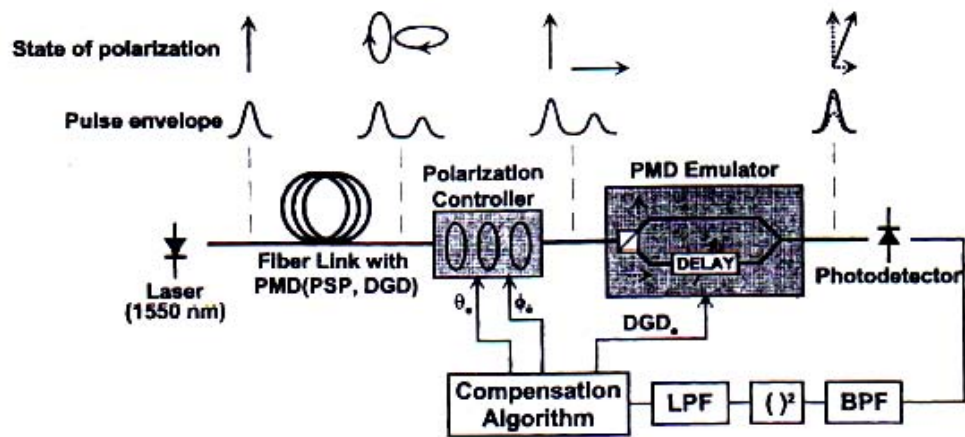 State of polarization
Pulse envelope
Polarization
Controller
PMD Emulator
DELAY
Fiber Link with
PMD(PSP, DGD)
Laser
(1550 nm)
Photodetector
θₑ
ϕₑ
DGDₑ
Compensation
Algorithm
LPF
( )²
BPF